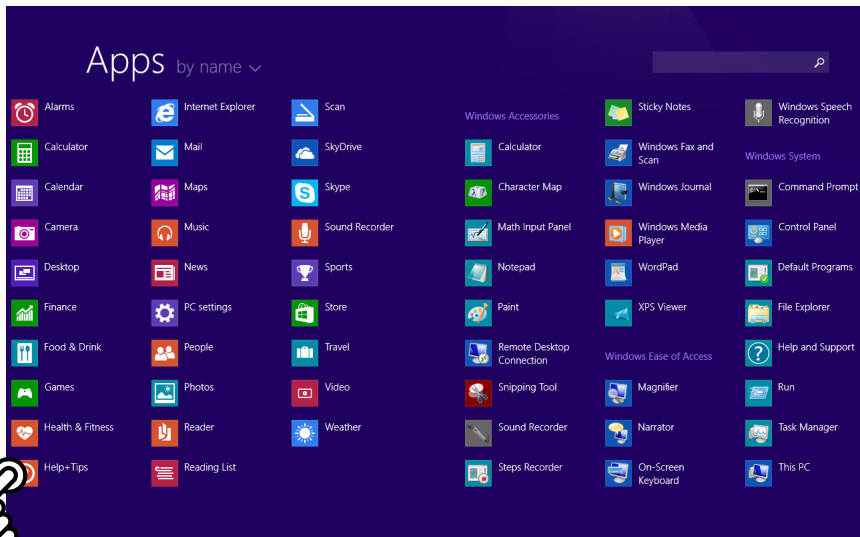 Apps by name
Alarms
Calculator
Calendar
Camera
Desktop
Finance
Food & Drink
Games
Health & Fitness
Help+Tips
Internet Explorer
Mail
Maps
Music
News
PC settings
People
Photos
Reader
Reading List
Scan
SkyDrive
Skype
Sound Recorder
Sports
Store
Travel
Video
Weather
Windows Accessories
Calculator
Character Map
Math Input Panel
Notepad
Paint
Remote Desktop
Connection
Snipping Tool
Sound Recorder
Steps Recorder
Sticky Notes
Windows Fax and
Scan
Windows Journal
Windows Media
Player
WordPad
XPS Viewer
Windows Ease of Access
Magnifier
Narrator
On-Screen
Keyboard
Windows Speech
Recognition
Windows System
Command Prompt
Control Panel
Default Programs
File Explorer
Help and Support
Run
Task Manager
This PC